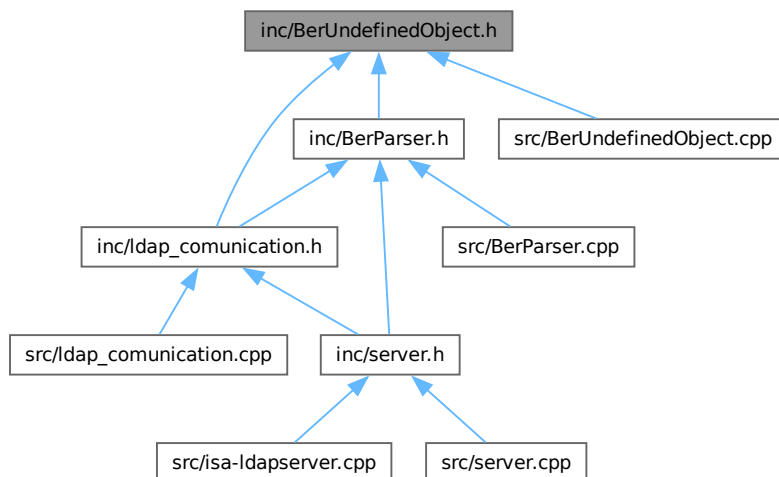 inc/BerUndefinedObject.h
inc/BerParser.h
src/BerUndefinedObject.cpp
inc/ldap_comunication.h
src/BerParser.cpp
src/ldap_comunication.cpp
inc/server.h
src/isa-ldapserver.cpp
src/server.cpp